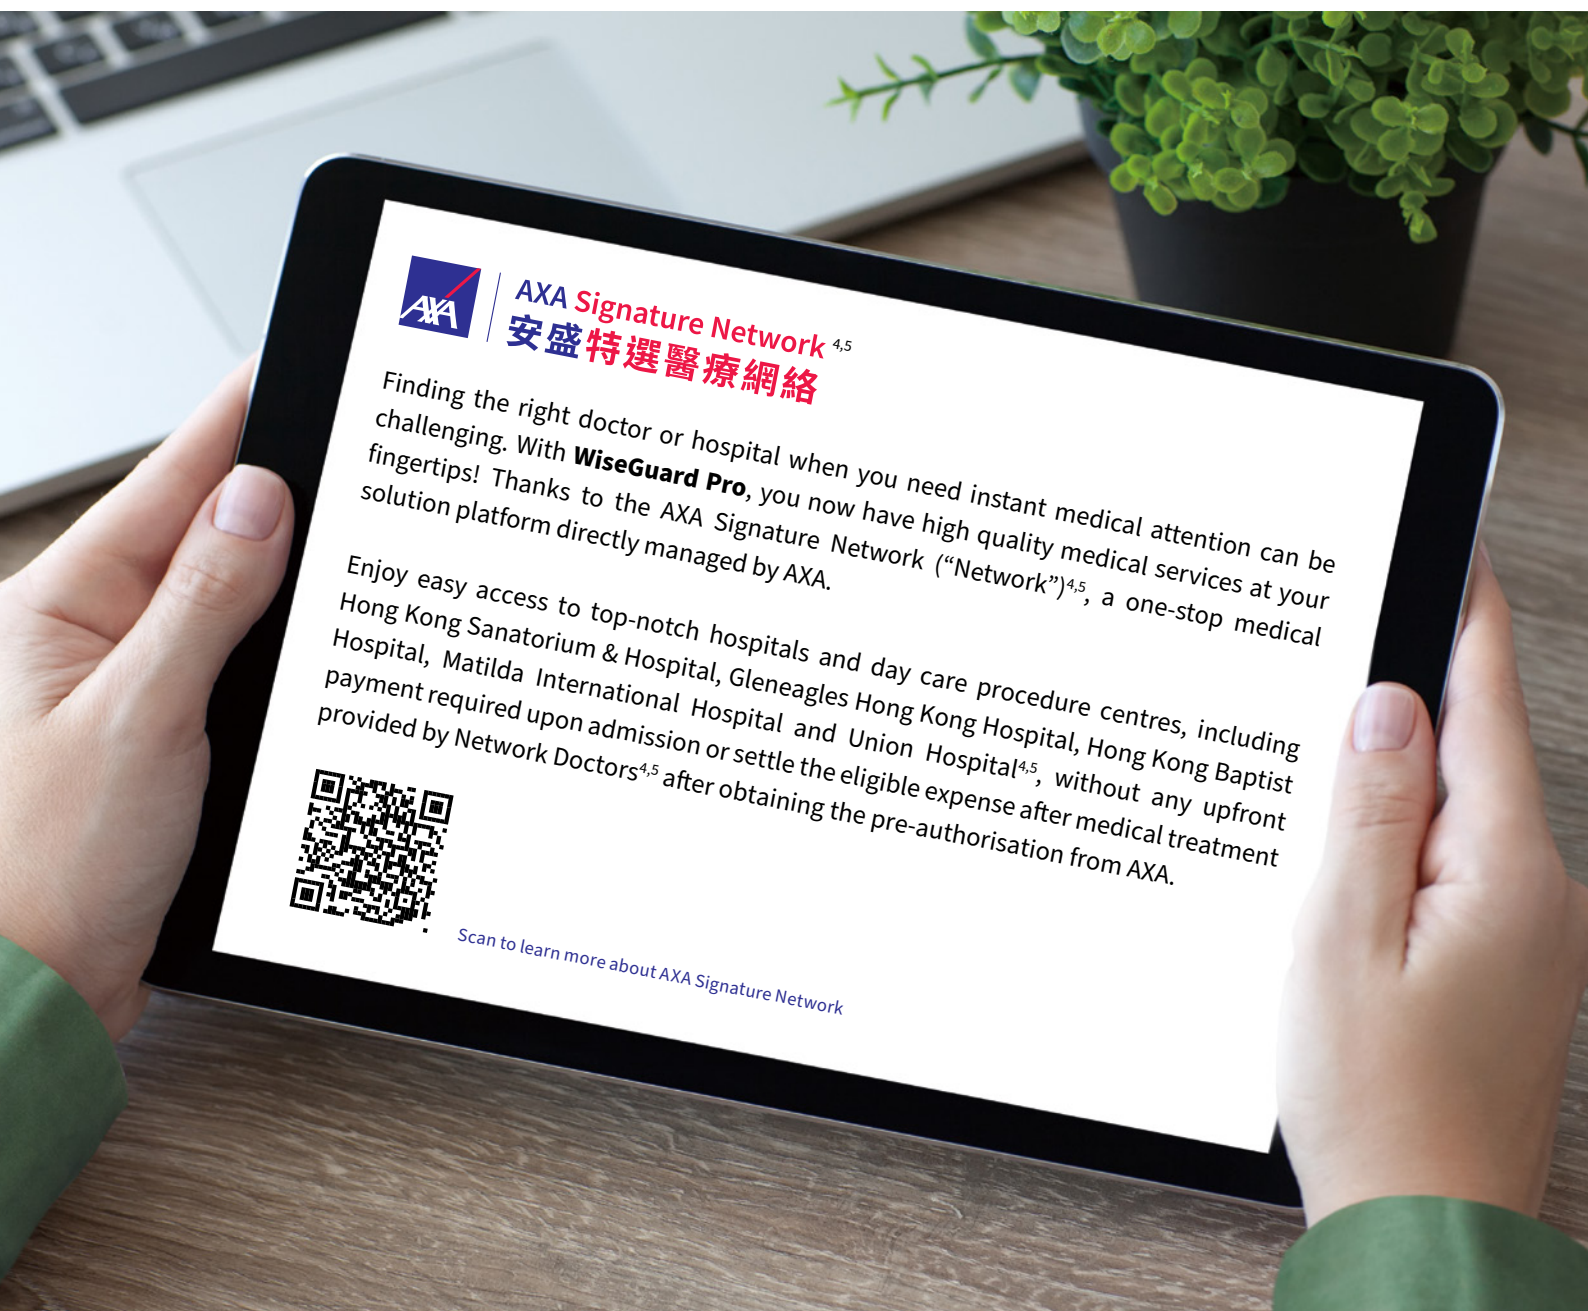 AXA
AXA Signature Network 4,5
安盛特選醫療網絡
Finding the right doctor or hospital when you need instant medical attention can be
challenging. With WiseGuard Pro, you now have high quality medical services at your
fingertips! Thanks to the AXA Signature Network (“Network”)4,5, a one-stop medical
solution platform directly managed by AXA.
Enjoy easy access to top-notch hospitals and day care procedure centres, including
Hong Kong Sanatorium & Hospital, Gleneagles Hong Kong Hospital, Hong Kong Baptist
Hospital, Matilda International Hospital and Union Hospital4,5, without any upfront
payment required upon admission or settle the eligible expense after medical treatment
provided by Network Doctors4,5 after obtaining the pre-authorisation from AXA.
Scan to learn more about AXA Signature Network